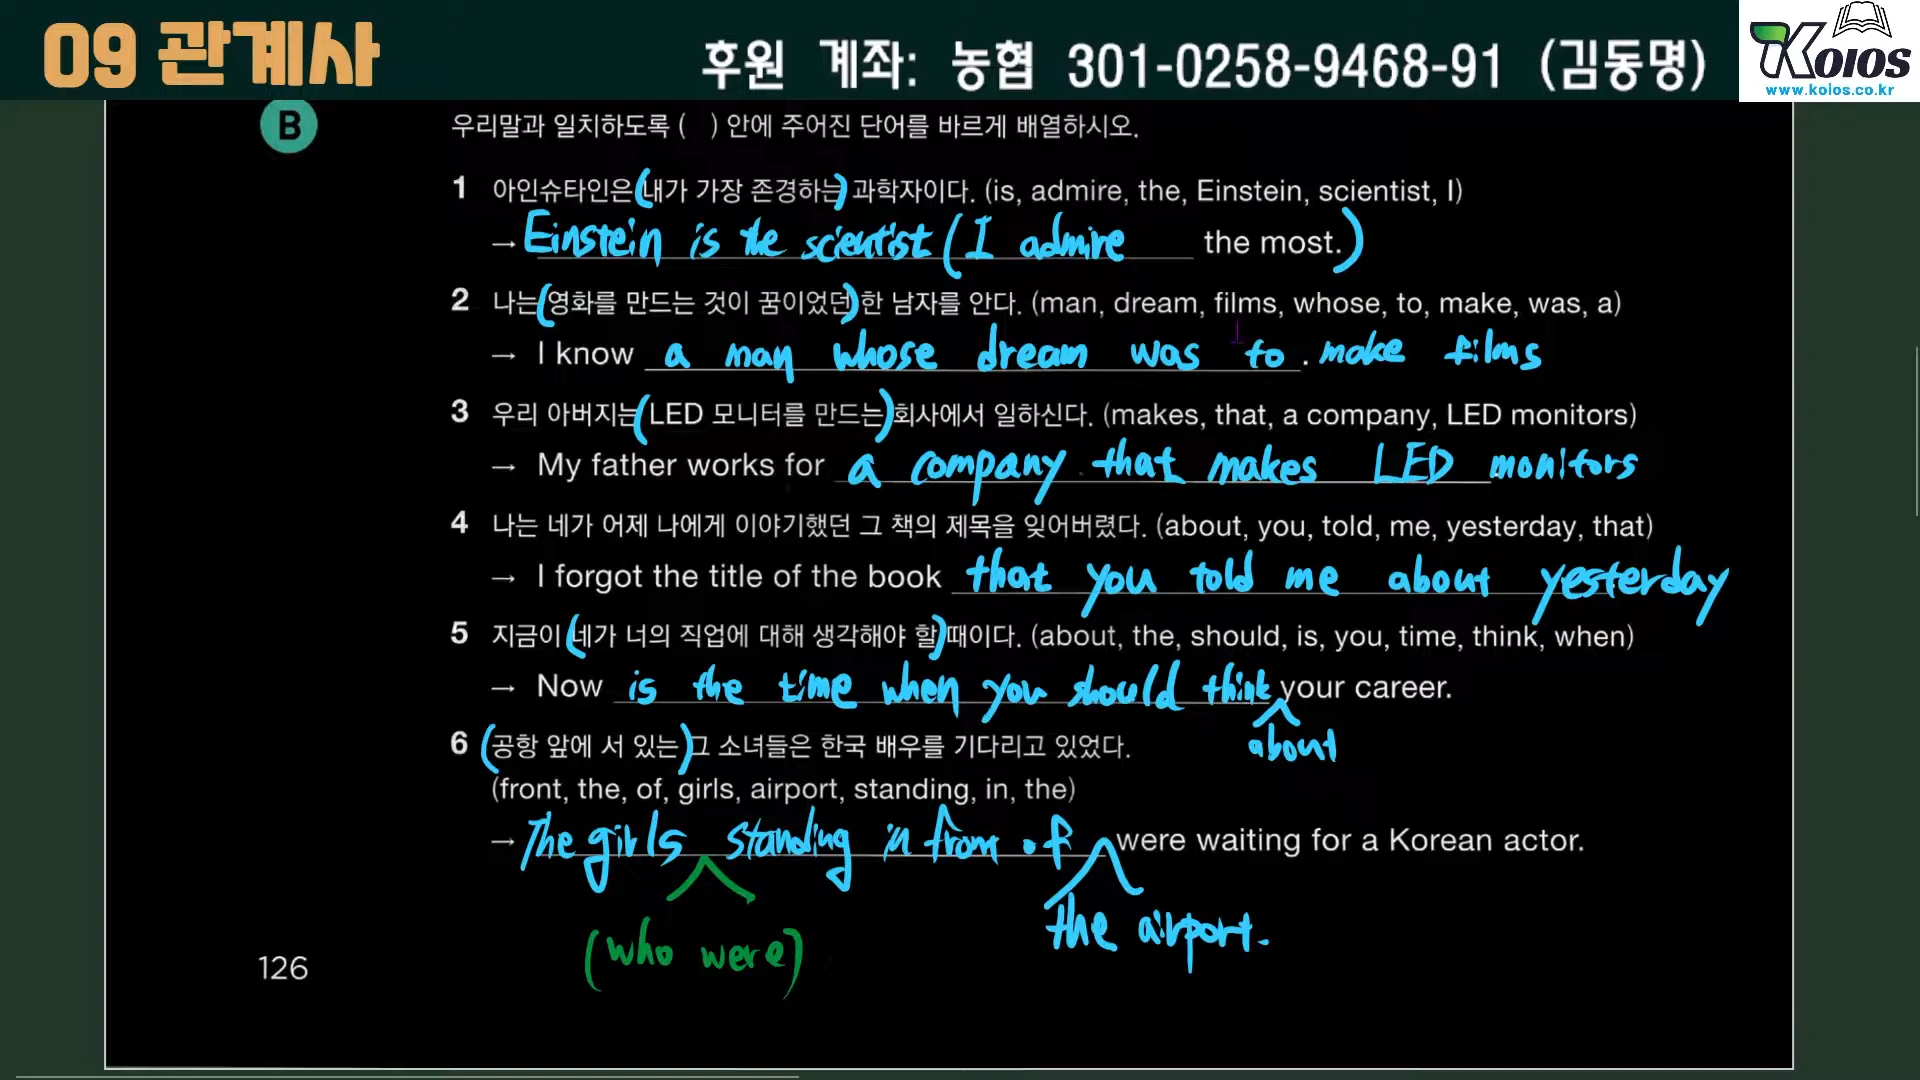 09 관계사
후원 계좌: 농협 301-0258-9468-91 (김동명)
KOIOS
www.koios.co.kr
B 우리말과 일치하도록 ( ) 안에 주어진 단어를 바르게 배열하시오.
1 아인슈타인은 (내가 가장 존경하는) 과학자이다. (is, admire, the, Einstein, scientist, I)
→ Einstein is the scientist (I admire the most.)
2 나는 (영화를 만드는 것이 꿈이었던) 한 남자를 안다. (man, dream, films, whose, to, make, was, a)
→ I know a man whose dream was to . make films
3 우리 아버지는 (LED 모니터를 만드는) 회사에서 일하신다. (makes, that, a company, LED monitors)
→ My father works for a company that makes LED monitors
4 나는 네가 어제 나에게 이야기했던 그 책의 제목을 잊어버렸다. (about, you, told, me, yesterday, that)
→ I forgot the title of the book that you told me about yesterday
5 지금이 (네가 너의 직업에 대해 생각해야 할) 때이다. (about, the, should, is, you, time, think, when)
→ Now is the time when you should think your career.
about
6 (공항 앞에 서 있는) 그 소녀들은 한국 배우를 기다리고 있었다.
(front, the, of, girls, airport, standing, in, the)
→ The girls standing in front of were waiting for a Korean actor.
(who were) the airport.
126